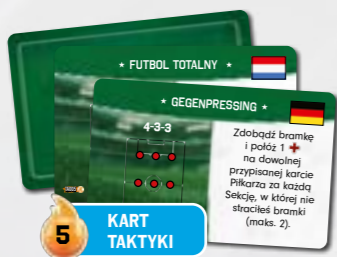 ★ FUTBOL TOTALNY ★
★ GEGENPRESSING ★
4-3-3
Zdobądź bramkę
i połóż 1 ✚
na dowolnej
przypisanej karcie
Piłkarza za każdą
Sekcję, w której nie
straciłeś bramki
(maks. 2).
5
KART
TAKTYKI